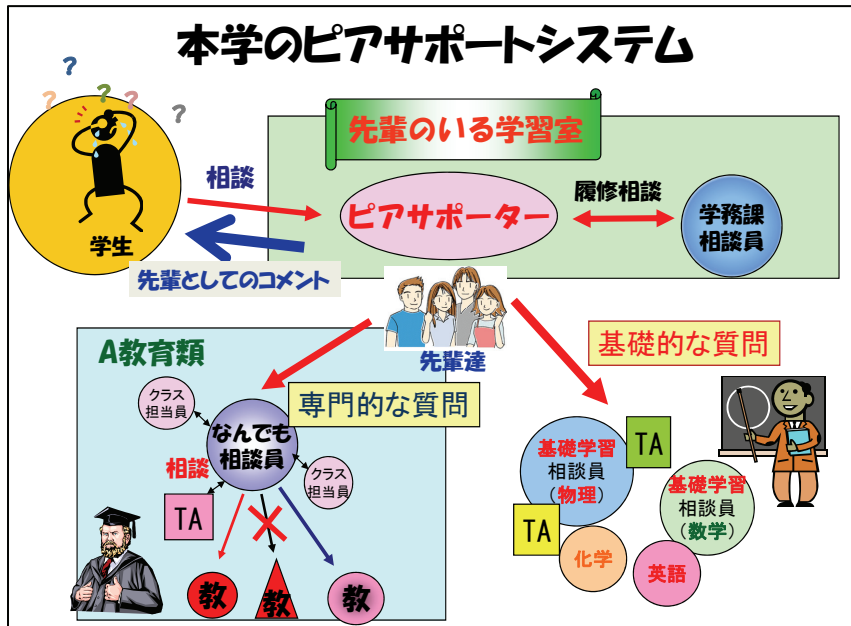 本学のピアサポートシステム
?
?
?
?
?
先輩のいる学習室
相談
ピアサポーター
履修相談
学務課
相談員
学生
先輩としてのコメント
先輩達
A教育類
クラス
担当員
専門的な質問
なんでも
相談員
相談
クラス
担当員
TA
教
教
教
基礎的な質問
基礎学習
相談員
(物理)
TA
基礎学習
相談員
(数学)
TA
化学
英語